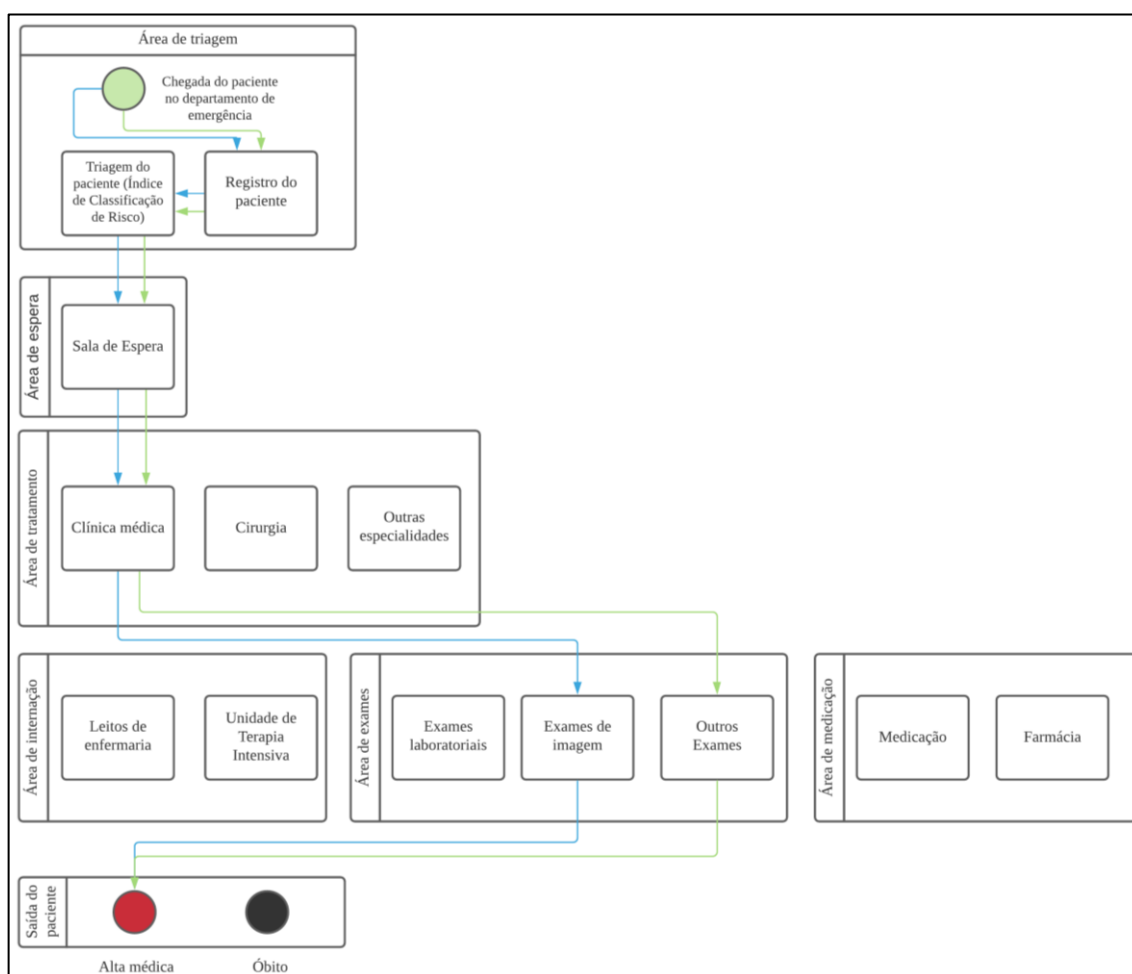 Área de triagem
Chegada do paciente
no departamento de
emergência
Triagem do
paciente (Índice
de Classificação
de Risco)
Registro do
paciente
Área de espera
Sala de Espera
Área de tratamento
Clínica médica
Cirurgia
Outras
especialidades
Área de internação
Leitos de
enfermaria
Unidade de
Terapia
Intensiva
Área de exames
Exames
laboratoriais
Exames de
imagem
Outros
Exames
Área de medicação
Medicação
Farmácia
Saída do
paciente
Alta médica
Óbito